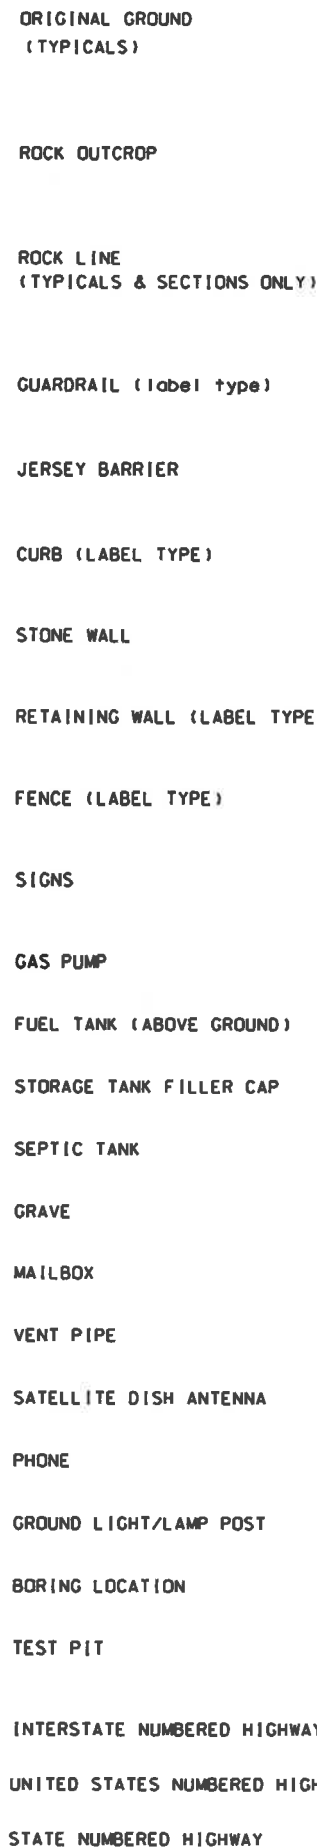 ORIGINAL GROUND
(TYPICALS)
ROCK OUTCROP
ROCK LINE
(TYPICALS & SECTIONS ONLY)
GUARDRAIL (label type)
JERSEY BARRIER
CURB (LABEL TYPE)
STONE WALL
RETAINING WALL (LABEL TYPE
FENCE (LABEL TYPE)
SIGNS
GAS PUMP
FUEL TANK (ABOVE GROUND)
STORAGE TANK FILLER CAP
SEPTIC TANK
GRAVE
MAILBOX
VENT PIPE
SATELLITE DISH ANTENNA
PHONE
GROUND LIGHT/LAMP POST
BORING LOCATION
TEST PIT
INTERSTATE NUMBERED HIGHWAY
UNITED STATES NUMBERED HIGH
STATE NUMBERED HIGHWAY